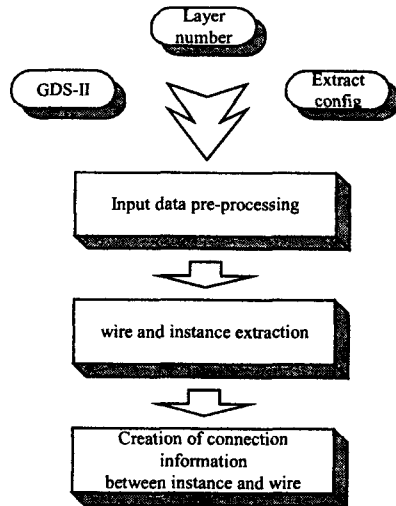 Layer
number
GDS-II
Extract
config
Input data pre-processing
wire and instance extraction
Creation of connection
information
between instance and wire